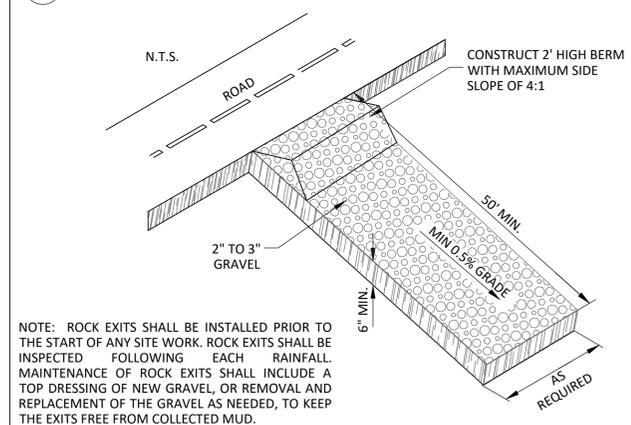 N.T.S.
ROAD
CONSTRUCT 2' HIGH BERM
WITH MAXIMUM SIDE
SLOPE OF 4:1
50' MIN.
2" TO 3"
GRAVEL
MIN 0.5% GRADE
6" MIN.
AS
REQUIRED
NOTE: ROCK EXITS SHALL BE INSTALLED PRIOR TO
THE START OF ANY SITE WORK. ROCK EXITS SHALL BE
INSPECTED FOLLOWING EACH RAINFALL.
MAINTENANCE OF ROCK EXITS SHALL INCLUDE A
TOP DRESSING OF NEW GRAVEL, OR REMOVAL AND
REPLACEMENT OF THE GRAVEL AS NEEDED, TO KEEP
THE EXITS FREE FROM COLLECTED MUD.